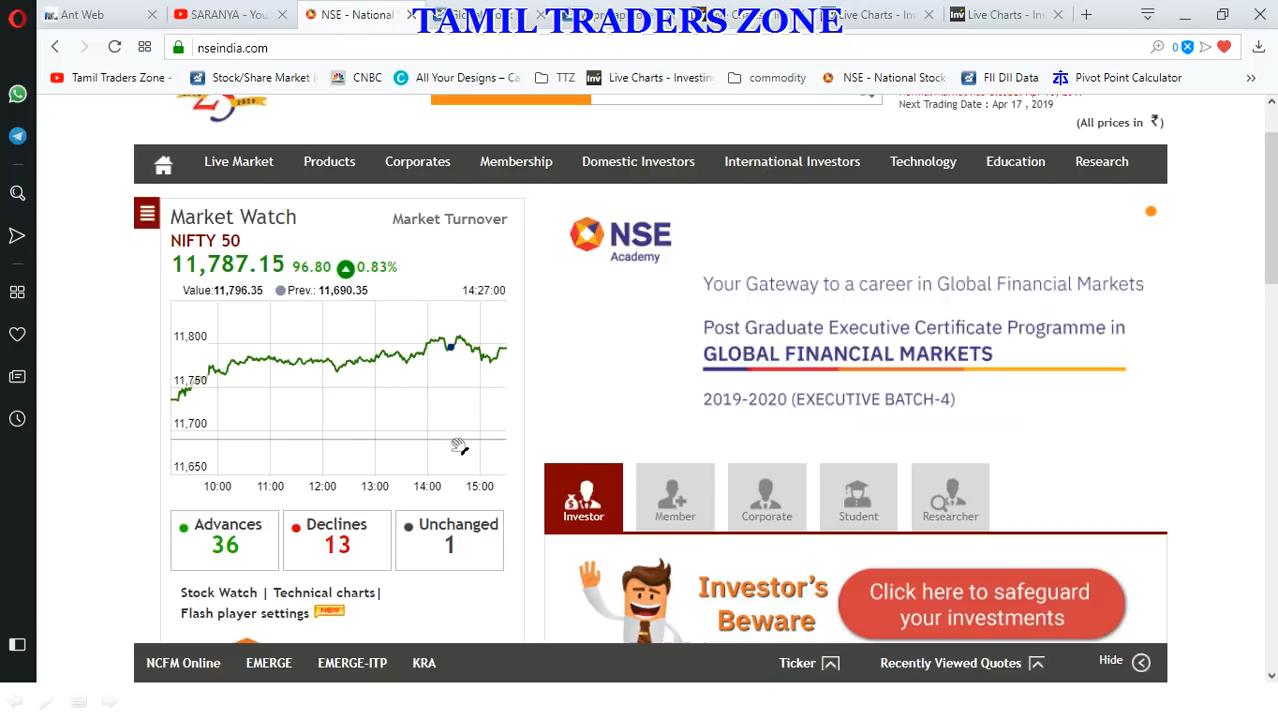 TAMIL TRADERS ZONE
Ant Web
SARANYA - You
NSE - National
Live Charts - Inv
Live Charts - Inv
nseindia.com
0
Tamil Traders Zone -
Stock/Share Market I
CNBC
All Your Designs – Ca
TTZ
Live Charts - Investin
commodity
NSE - National Stock
FII DII Data
Pivot Point Calculator
Next Trading Date : Apr 17 , 2019
(All prices in ₹)
Live Market
Products
Corporates
Membership
Domestic Investors
International Investors
Technology
Education
Research
Market Watch
Market Turnover
NIFTY 50
11,787.15 96.80 0.83%
Value:11,796.35 Prev.: 11,690.35 14:27:00
11,800
11,750
11,700
11,650
10:00 11:00 12:00 13:00 14:00 15:00
Advances
36
Declines
13
Unchanged
1
Stock Watch | Technical charts|
Flash player settings NEW
NSE
Academy
Your Gateway to a career in Global Financial Markets
Post Graduate Executive Certificate Programme in
GLOBAL FINANCIAL MARKETS
2019-2020 (EXECUTIVE BATCH-4)
Investor
Member
Corporate
Student
Researcher
Investor's
Beware
Click here to safeguard
your investments
NCFM Online
EMERGE
EMERGE-ITP
KRA
Ticker
Recently Viewed Quotes
Hide